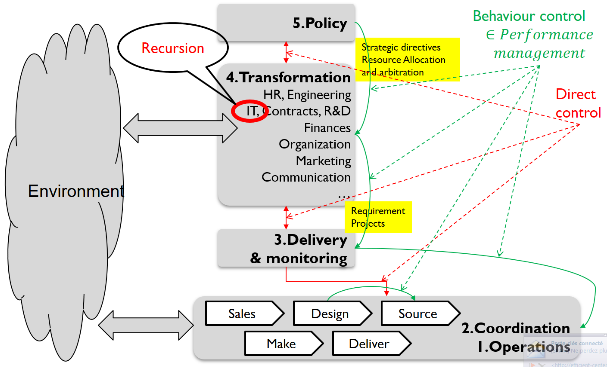 5.Policy
Behaviour control
∈ Performance
management
Recursion
Strategic directives
Resource Allocation
and arbitration
4.Transformation
HR, Engineering
IT, Contracts, R&D
Finances
Organization
Marketing
Communication
...
Direct
control
Environment
Requirement
Projects
3.Delivery
& monitoring
Sales
Design
Source
2.Coordination
1.Operations
Make
Deliver